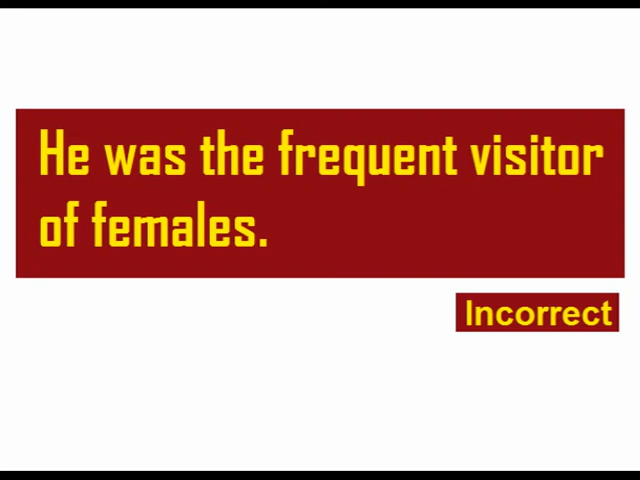 He was the frequent visitor
of females.
Incorrect